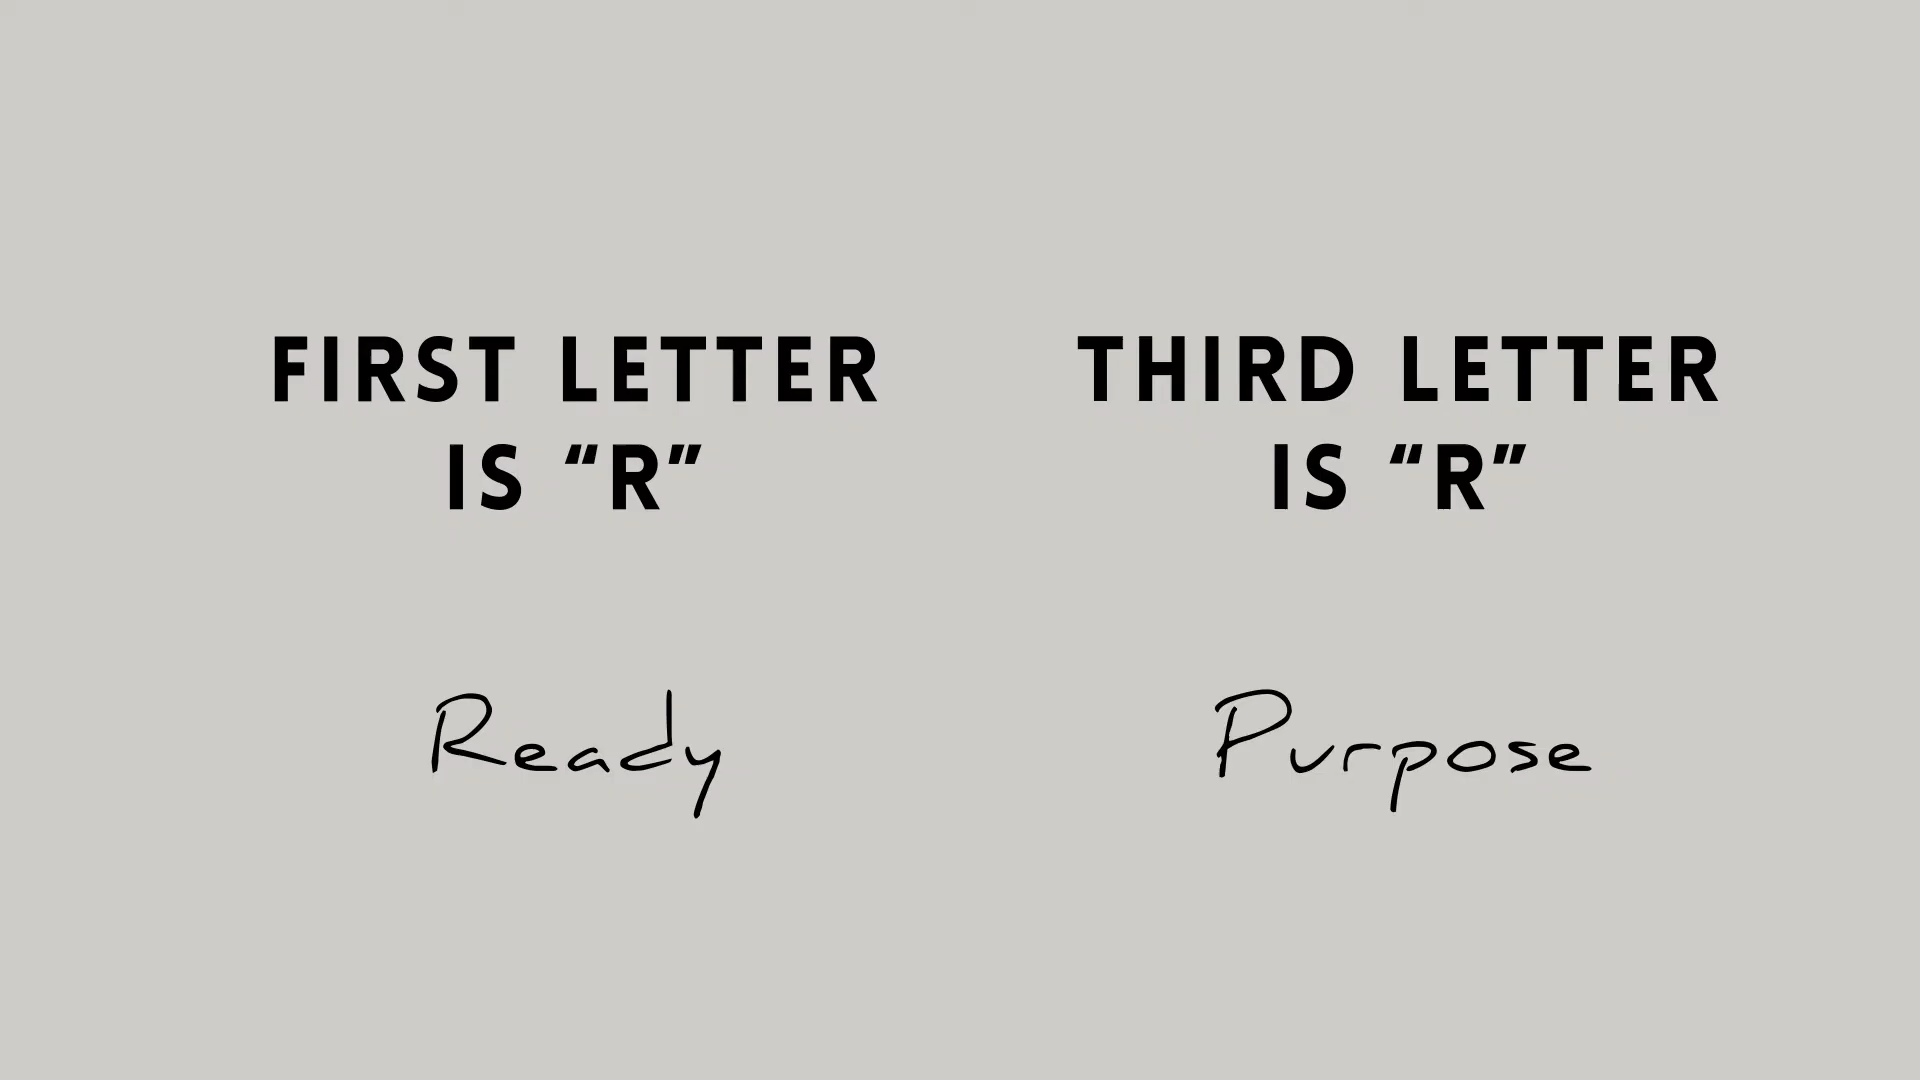 FIRST LETTER
IS “R”
Ready
THIRD LETTER
IS “R”
Purpose